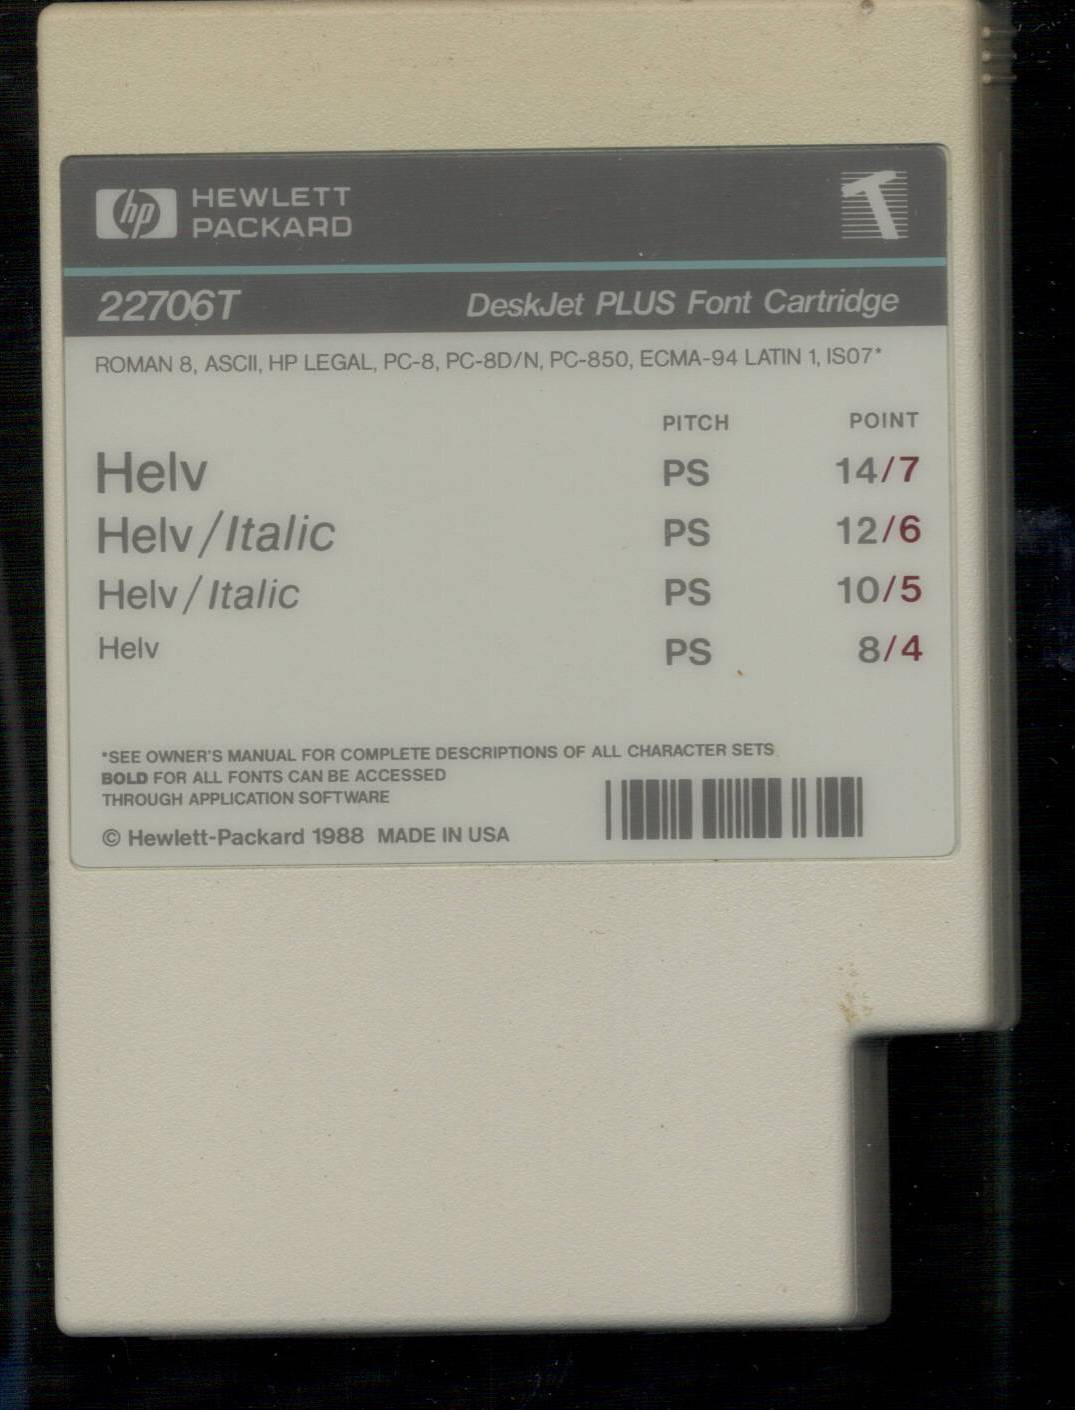 hp HEWLETT
PACKARD
T
22706T DeskJet PLUS Font Cartridge
ROMAN 8, ASCII, HP LEGAL, PC-8, PC-8D/N, PC-850, ECMA-94 LATIN 1, ISO7*
PITCH POINT
Helv PS 14/7
Helv/Italic PS 12/6
Helv/Italic PS 10/5
Helv PS 8/4
*SEE OWNER'S MANUAL FOR COMPLETE DESCRIPTIONS OF ALL CHARACTER SETS
BOLD FOR ALL FONTS CAN BE ACCESSED
THROUGH APPLICATION SOFTWARE
© Hewlett-Packard 1988 MADE IN USA